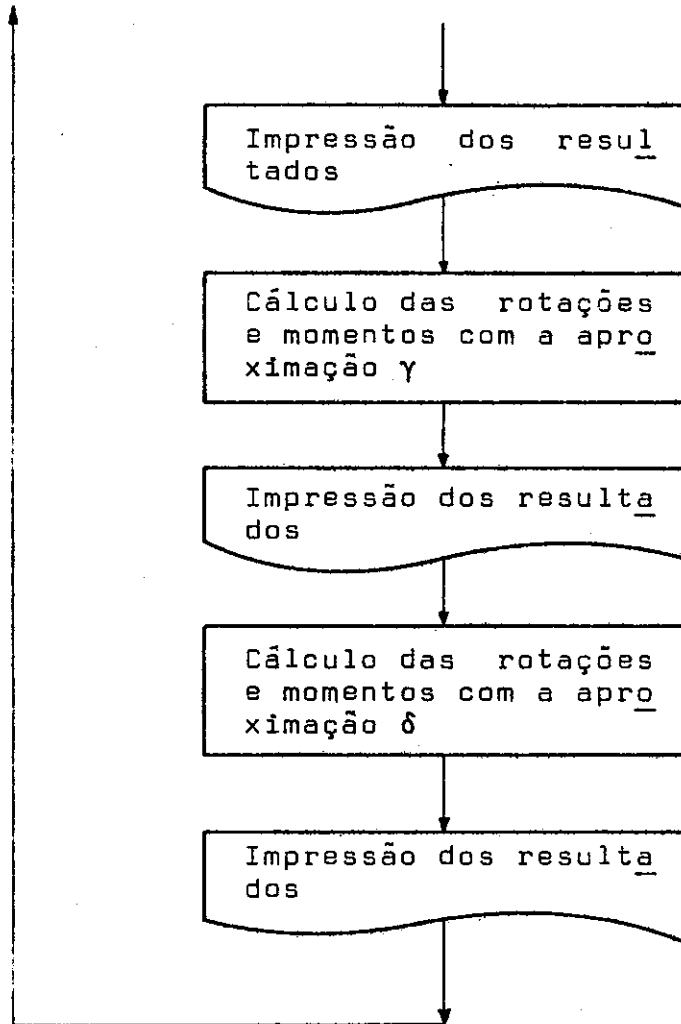 Impressão dos resul
tados
Cálculo das rotações
e momentos com a apro
ximação γ
Impressão dos resulta
dos
Cálculo das rotações
e momentos com a apro
ximação δ
Impressão dos resulta
dos